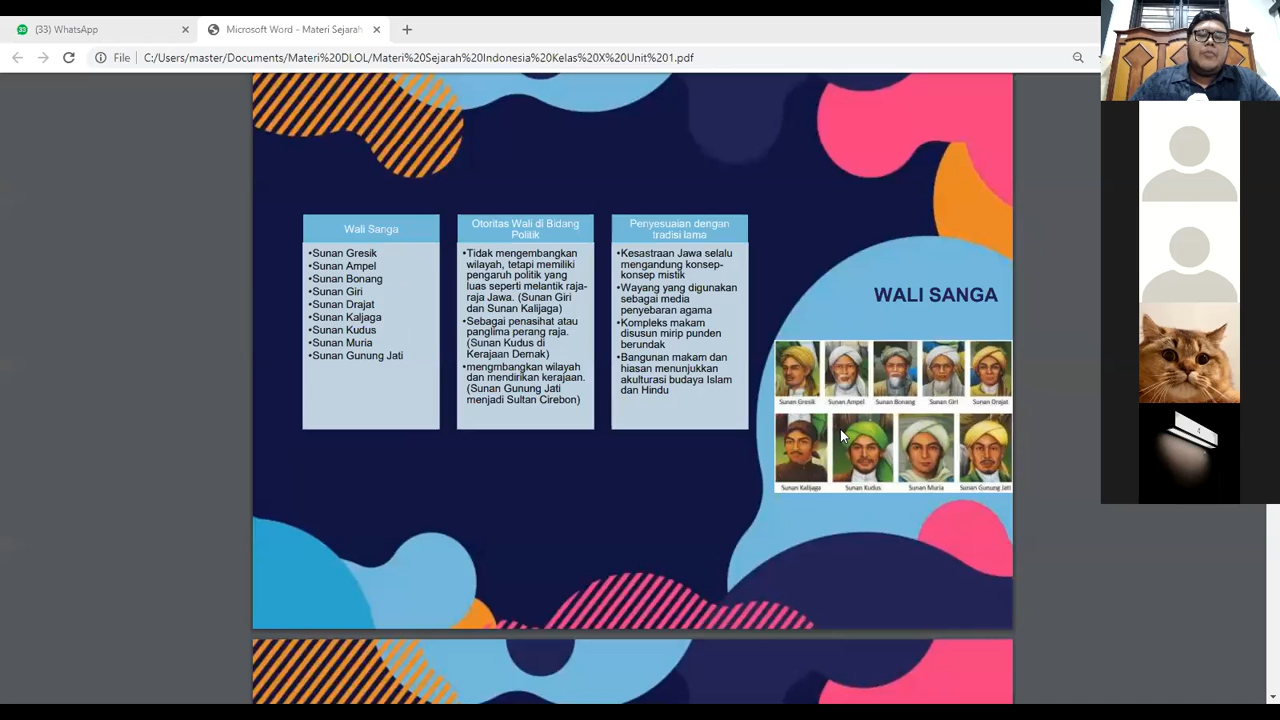 (33) WhatsApp
Microsoft Word - Materi Sejarah
File
C:/Users/master/Documents/Materi%20DLOL/Materi%20Sejarah%20Indonesia%20Kelas%20X%20Unit%201.pdf
Wali Sanga
•Sunan Gresik
•Sunan Ampel
•Sunan Bonang
•Sunan Giri
•Sunan Drajat
•Sunan Kaljaga
•Sunan Kudus
•Sunan Muria
•Sunan Gunung Jati
Otoritas Wali di Bidang
Politik
•Tidak mengembangkan
wilayah, tetapi memiliki
pengaruh politik yang
luas seperti melantik raja-
raja Jawa. (Sunan Giri
dan Sunan Kalijaga)
•Sebagai penasihat atau
panglima perang raja.
(Sunan Kudus di
Kerajaan Demak)
•mengmbangkan wilayah
dan mendirikan kerajaan.
(Sunan Gunung Jati
menjadi Sultan Cirebon)
Penyesuaian dengan
tradisi lama
•Kesastraan Jawa selalu
mengandung konsep-
konsep mistik
•Wayang yang digunakan
sebagai media
penyebaran agama
•Kompleks makam
disusun mirip punden
berundak
•Bangunan makam dan
hiasan menunjukkan
akulturasi budaya Islam
dan Hindu
WALI SANGA
Sunan Gresik
Sunan Ampel
Sunan Bonang
Sunan Giri
Sunan Drajat
Sunan Kalijaga
Sunan Kudus
Sunan Muria
Sunan Gunung Jati